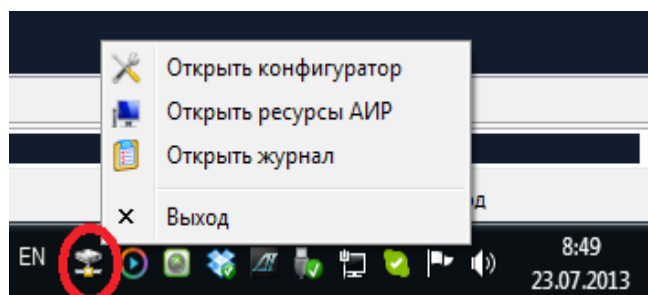 Открыть конфигуратор
Открыть ресурсы АИР
Открыть журнал
Выход
д
EN
8:49
23.07.2013